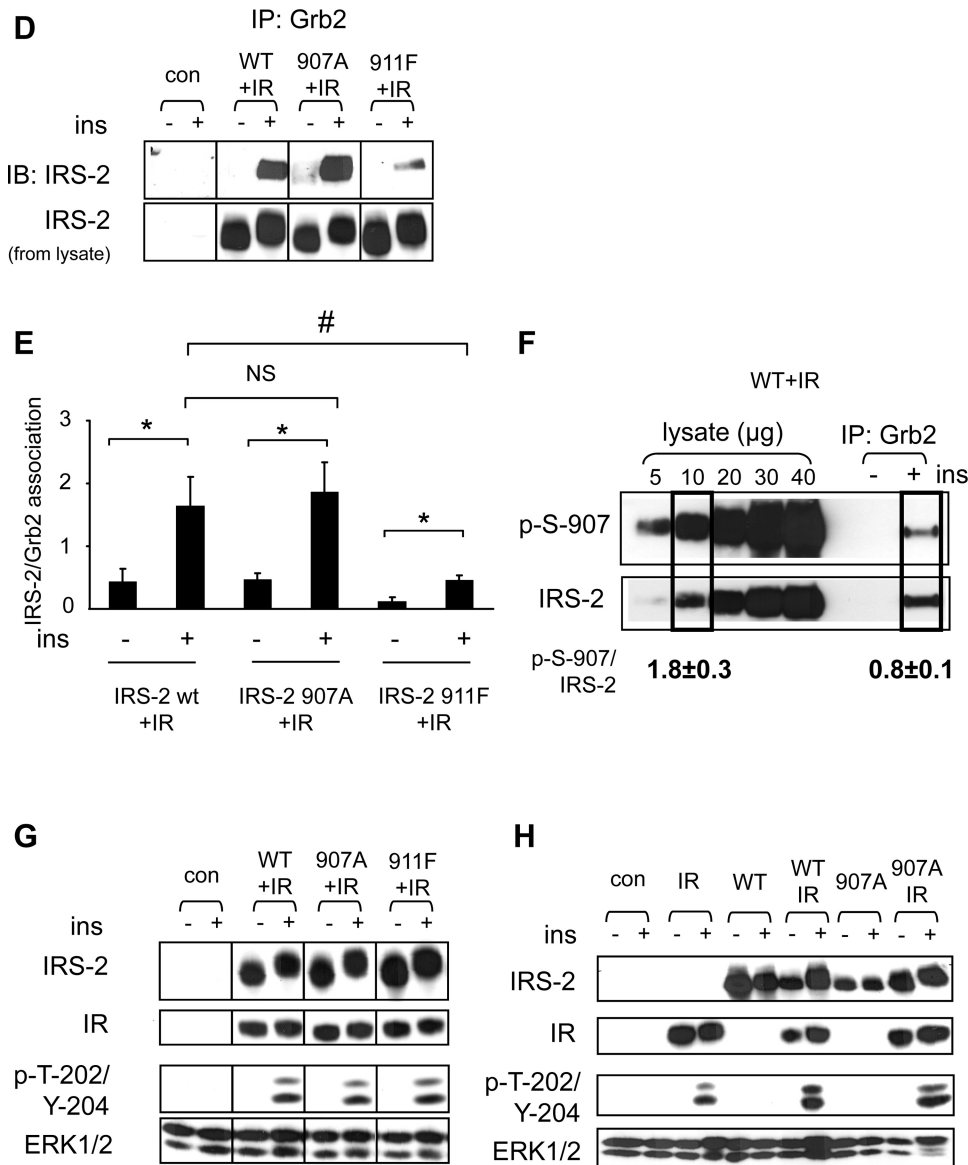 D
IP: Grb2
con
WT
+IR
907A
+IR
911F
+IR
ins - + - + - + - +
IB: IRS-2
IRS-2
(from lysate)
E
#
NS
* * *
IRS-2/Grb2 association
3
2
1
0
ins - + - + - +
IRS-2 wt
+IR
IRS-2 907A
+IR
IRS-2 911F
+IR
F
WT+IR
lysate (µg) IP: Grb2
5 10 20 30 40 - + ins
p-S-907
IRS-2
p-S-907/
IRS-2
1.8±0.3 0.8±0.1
G
con
WT
+IR
907A
+IR
911F
+IR
ins - + - + - + - +
IRS-2
IR
p-T-202/
Y-204
ERK1/2
H
con IR WT
WT
IR
907A
907A
IR
ins - + - + - + - + - + - +
IRS-2
IR
p-T-202/
Y-204
ERK1/2